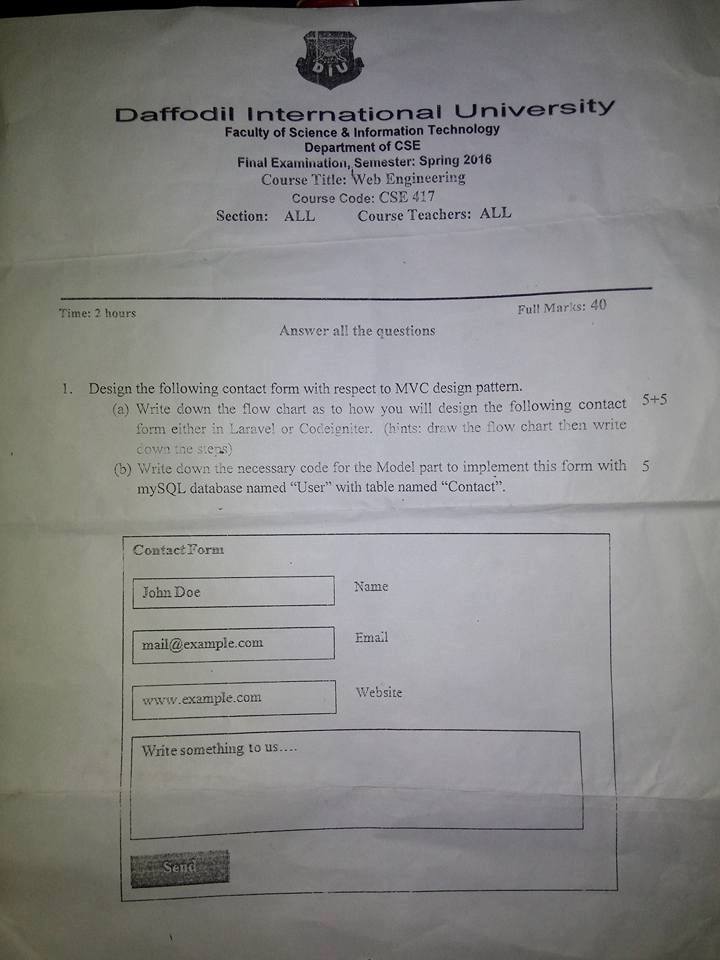 DIU
Daffodil International University
Faculty of Science & Information Technology
Department of CSE
Final Examination, Semester: Spring 2016
Course Title: Web Engineering
Course Code: CSE 417
Section: ALL Course Teachers: ALL
Time: 2 hours Full Marks: 40
Answer all the questions
1. Design the following contact form with respect to MVC design pattern.
(a) Write down the flow chart as to how you will design the following contact 5+5
form either in Laravel or Codeigniter. (hints: draw the flow chart then write
down the steps)
(b) Write down the necessary code for the Model part to implement this form with 5
mySQL database named “User” with table named “Contact”.
Contact Form
John Doe Name
mail@example.com Email
www.example.com Website
Write something to us....
Send